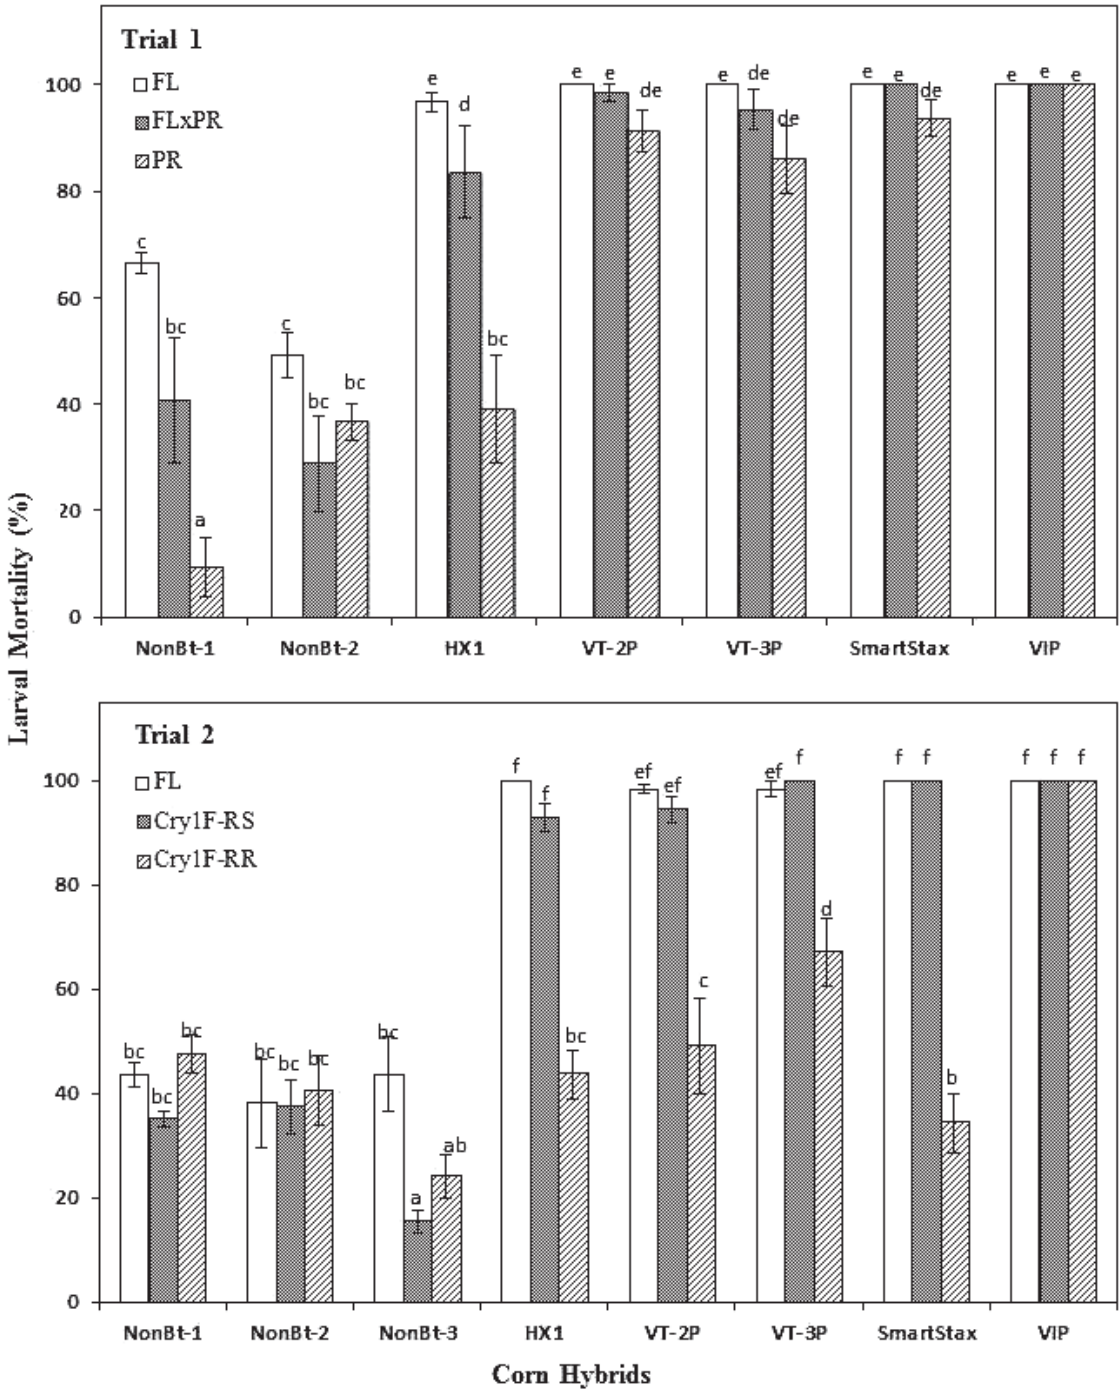 Larval Mortality (%)
Trial 1
FL
FLxPR
PR
100
80
60
40
20
0
c
bc
a
c
bc
bc
e
d
bc
e
e
de
e
de
de
e
e
de
e
e
e
NonBt-1 NonBt-2 HX1 VT-2P VT-3P SmartStax VIP
Trial 2
FL
Cry1F-RS
Cry1F-RR
100
80
60
40
20
0
bc
bc
bc
bc
bc
bc
bc
a
ab
f
f
bc
ef
ef
c
ef
f
d
f
f
b
f
f
f
NonBt-1 NonBt-2 NonBt-3 HX1 VT-2P VT-3P SmartStax VIP
Corn Hybrids